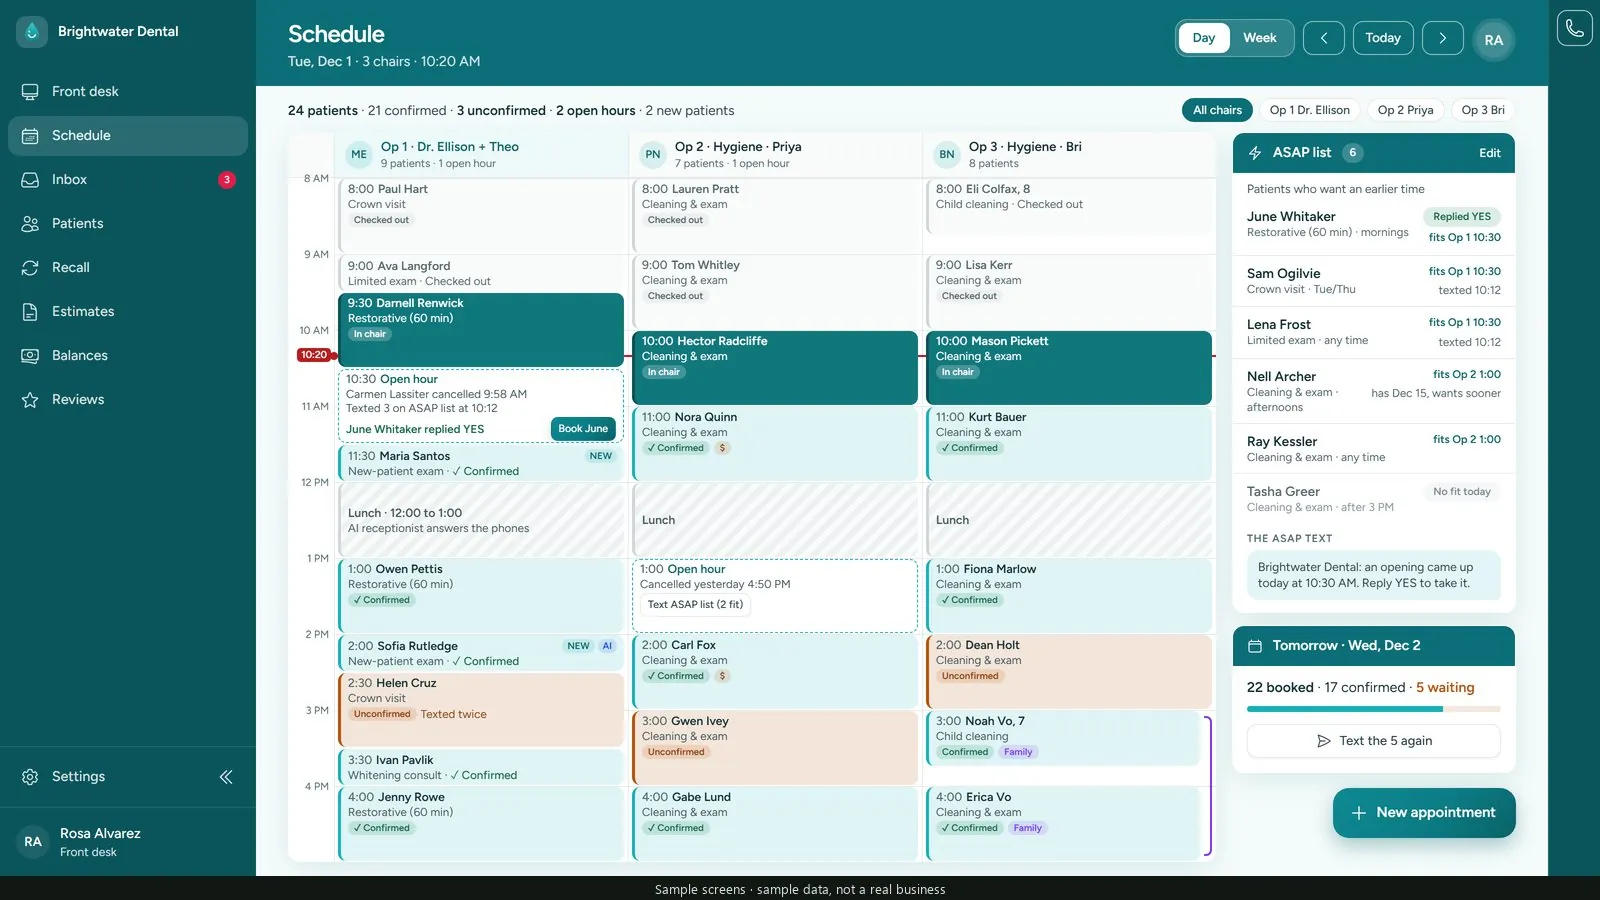 Brightwater Dental
Front desk
Schedule
Inbox
3
Patients
Recall
Estimates
Balances
Reviews
Settings
RA
Rosa Alvarez
Front desk
Schedule
Tue, Dec 1 · 3 chairs · 10:20 AM
Day
Week
Today
RA
24 patients · 21 confirmed · 3 unconfirmed · 2 open hours · 2 new patients
All chairs
Op 1 Dr. Ellison
Op 2 Priya
Op 3 Bri
ME
Op 1 · Dr. Ellison + Theo
9 patients · 1 open hour
PN
Op 2 · Hygiene · Priya
7 patients · 1 open hour
BN
Op 3 · Hygiene · Bri
8 patients
8 AM
9 AM
10 AM
10:20
11 AM
12 PM
1 PM
2 PM
3 PM
4 PM
8:00 Paul Hart
Crown visit
Checked out
9:00 Ava Langford
Limited exam · Checked out
9:30 Darnell Renwick
Restorative (60 min)
In chair
10:30 Open hour
Carmen Lassiter cancelled 9:58 AM
Texted 3 on ASAP list at 10:12
June Whitaker replied YES
Book June
11:30 Maria Santos
NEW
New-patient exam · ✓ Confirmed
Lunch · 12:00 to 1:00
AI receptionist answers the phones
1:00 Owen Pettis
Restorative (60 min)
✓ Confirmed
2:00 Sofia Rutledge
NEW
AI
New-patient exam · ✓ Confirmed
2:30 Helen Cruz
Crown visit
Unconfirmed
Texted twice
3:30 Ivan Pavlik
Whitening consult · ✓ Confirmed
4:00 Jenny Rowe
Restorative (60 min)
✓ Confirmed
8:00 Lauren Pratt
Cleaning & exam
Checked out
9:00 Tom Whitley
Cleaning & exam
Checked out
10:00 Hector Radcliffe
Cleaning & exam
In chair
11:00 Nora Quinn
Cleaning & exam
✓ Confirmed
$
Lunch
1:00 Open hour
Cancelled yesterday 4:50 PM
Text ASAP list (2 fit)
2:00 Carl Fox
Cleaning & exam
✓ Confirmed
$
3:00 Gwen Ivey
Cleaning & exam
Unconfirmed
4:00 Gabe Lund
Cleaning & exam
✓ Confirmed
8:00 Eli Colfax, 8
Child cleaning · Checked out
9:00 Lisa Kerr
Cleaning & exam
Checked out
10:00 Mason Pickett
Cleaning & exam
In chair
11:00 Kurt Bauer
Cleaning & exam
✓ Confirmed
Lunch
1:00 Fiona Marlow
Cleaning & exam
✓ Confirmed
2:00 Dean Holt
Cleaning & exam
Unconfirmed
3:00 Noah Vo, 7
Child cleaning
Confirmed
Family
4:00 Erica Vo
Cleaning & exam
✓ Confirmed
Family
ASAP list
6
Edit
Patients who want an earlier time
June Whitaker
Replied YES
Restorative (60 min) · mornings
fits Op 1 10:30
Sam Ogilvie
fits Op 1 10:30
Crown visit · Tue/Thu
texted 10:12
Lena Frost
fits Op 1 10:30
Limited exam · any time
texted 10:12
Nell Archer
fits Op 2 1:00
Cleaning & exam ·
afternoons
has Dec 15, wants sooner
Ray Kessler
fits Op 2 1:00
Cleaning & exam · any time
Tasha Greer
No fit today
Cleaning & exam · after 3 PM
THE ASAP TEXT
Brightwater Dental: an opening came up
today at 10:30 AM. Reply YES to take it.
Tomorrow · Wed, Dec 2
22 booked · 17 confirmed · 5 waiting
Text the 5 again
New appointment
Sample screens · sample data, not a real business